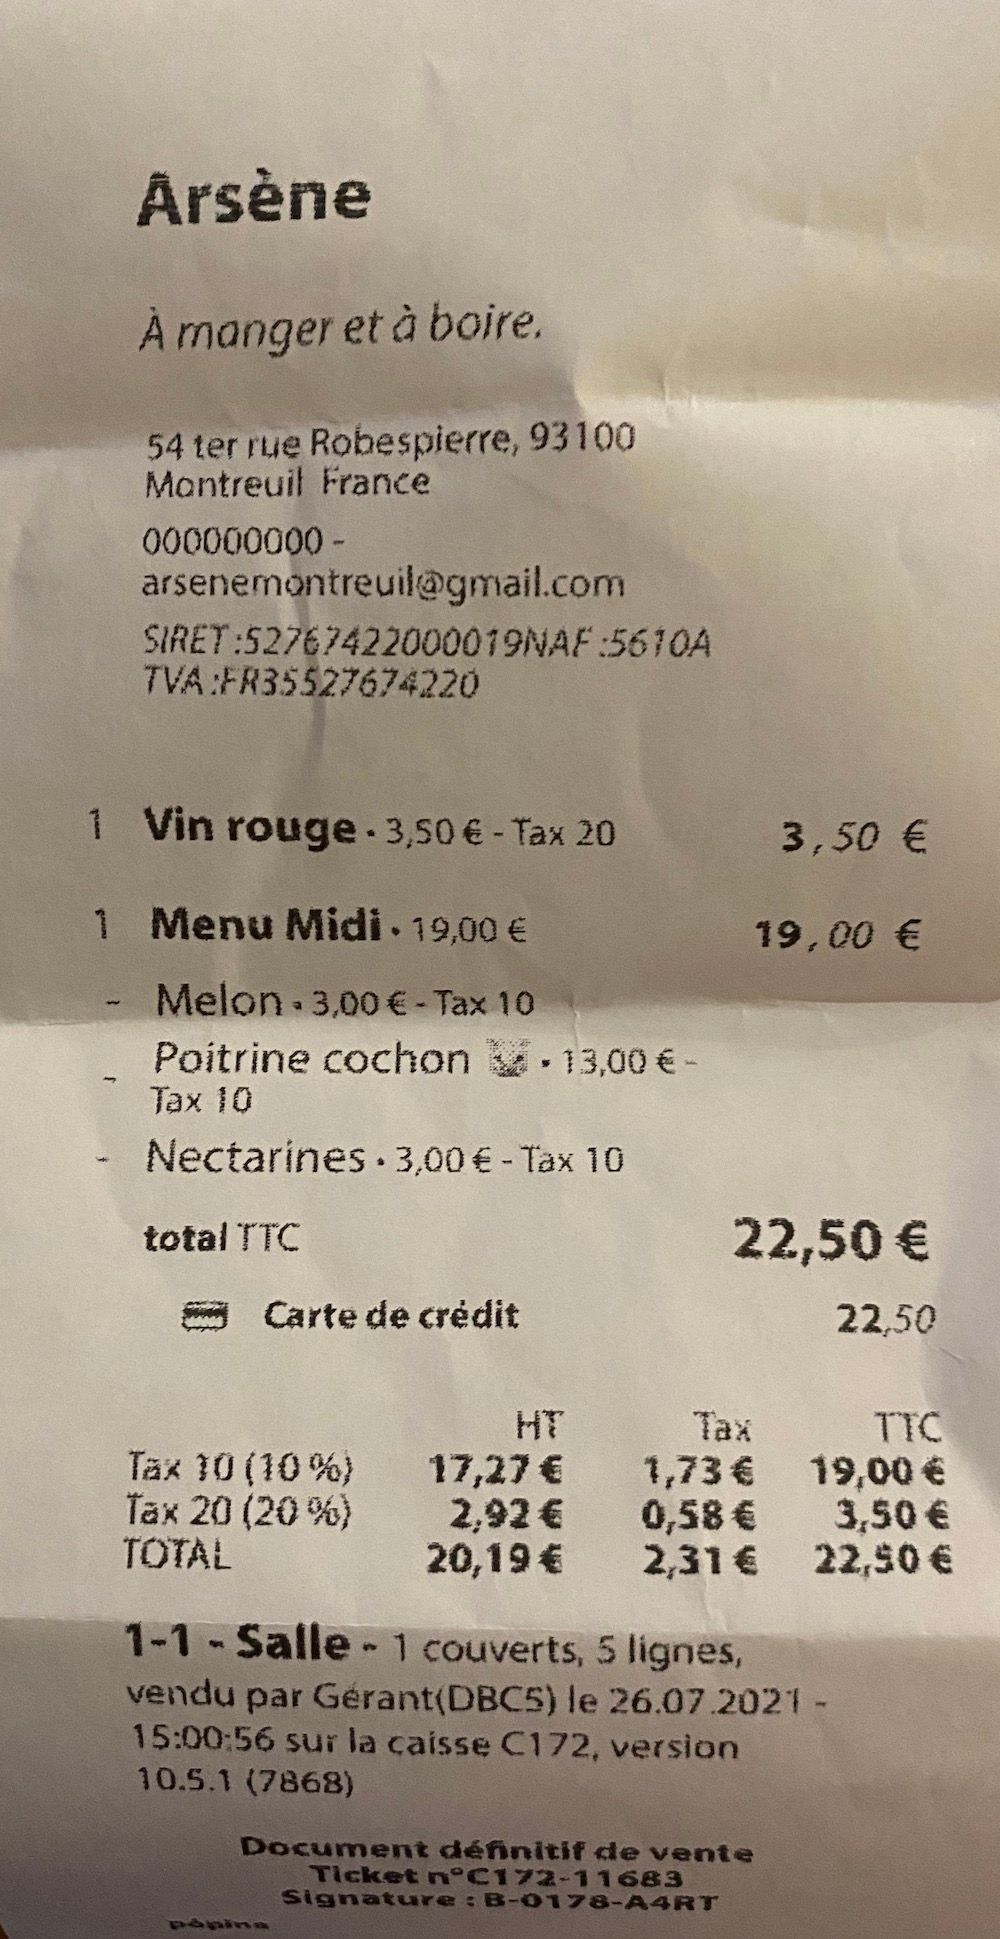 Arsène
À manger et à boire.
54 ter rue Robespierre, 93100
Montreuil France
000000000 -
arsenemontreuil@gmail.com
SIRET :52767422000019NAF :5610A
TVA :FR35527674220
1 Vin rouge • 3,50 € - Tax 20 3,50 €
1 Menu Midi • 19,00 € 19,00 €
- Melon • 3,00 € - Tax 10
- Poitrine cochon • 13,00 € -
Tax 10
- Nectarines • 3,00 € - Tax 10
total TTC 22,50 €
Carte de crédit 22,50
HT Tax TTC
Tax 10 (10 %) 17,27 € 1,73 € 19,00 €
Tax 20 (20 %) 2,92 € 0,58 € 3,50 €
TOTAL 20,19 € 2,31 € 22,50 €
1-1 - Salle - 1 couverts, 5 lignes,
vendu par Gérant(DBC5) le 26.07.2021 -
15:00:56 sur la caisse C172, version
10.5.1 (7868)
Document définitif de vente
Ticket n°C172-11683
Signature : B-0178-A4RT
pòpina